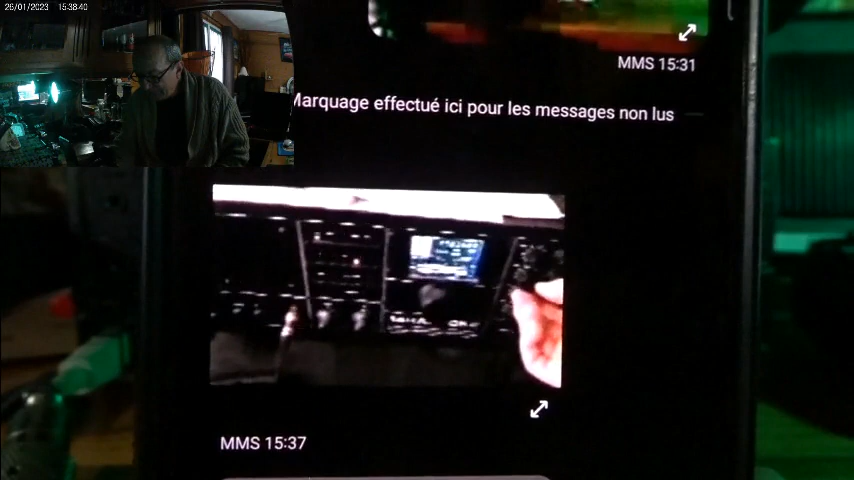 26/01/2023 15:38:40
MMS 15:31
Marquage effectué ici pour les messages non lus
MMS 15:37